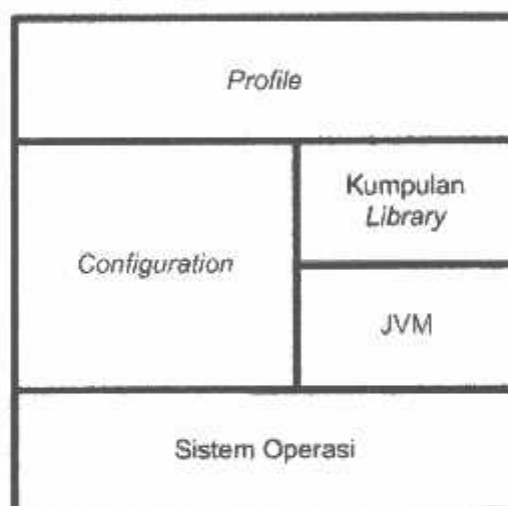 Profile
Configuration
Kumpulan
Library
JVM
Sistem Operasi